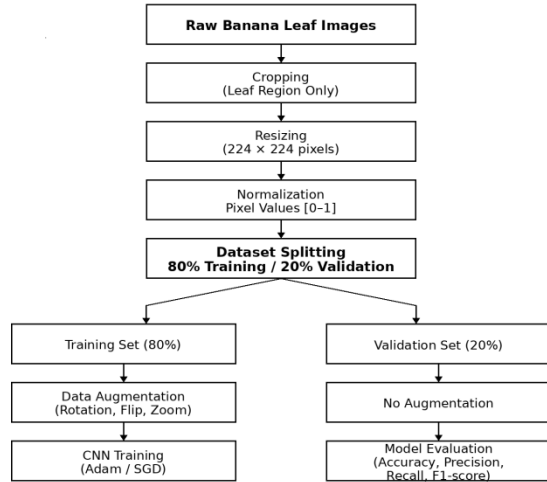 Raw Banana Leaf Images
Cropping
(Leaf Region Only)
Resizing
(224 × 224 pixels)
Normalization
Pixel Values [0–1]
Dataset Splitting
80% Training / 20% Validation
Training Set (80%)
Data Augmentation
(Rotation, Flip, Zoom)
CNN Training
(Adam / SGD)
Validation Set (20%)
No Augmentation
Model Evaluation
(Accuracy, Precision,
Recall, F1-score)